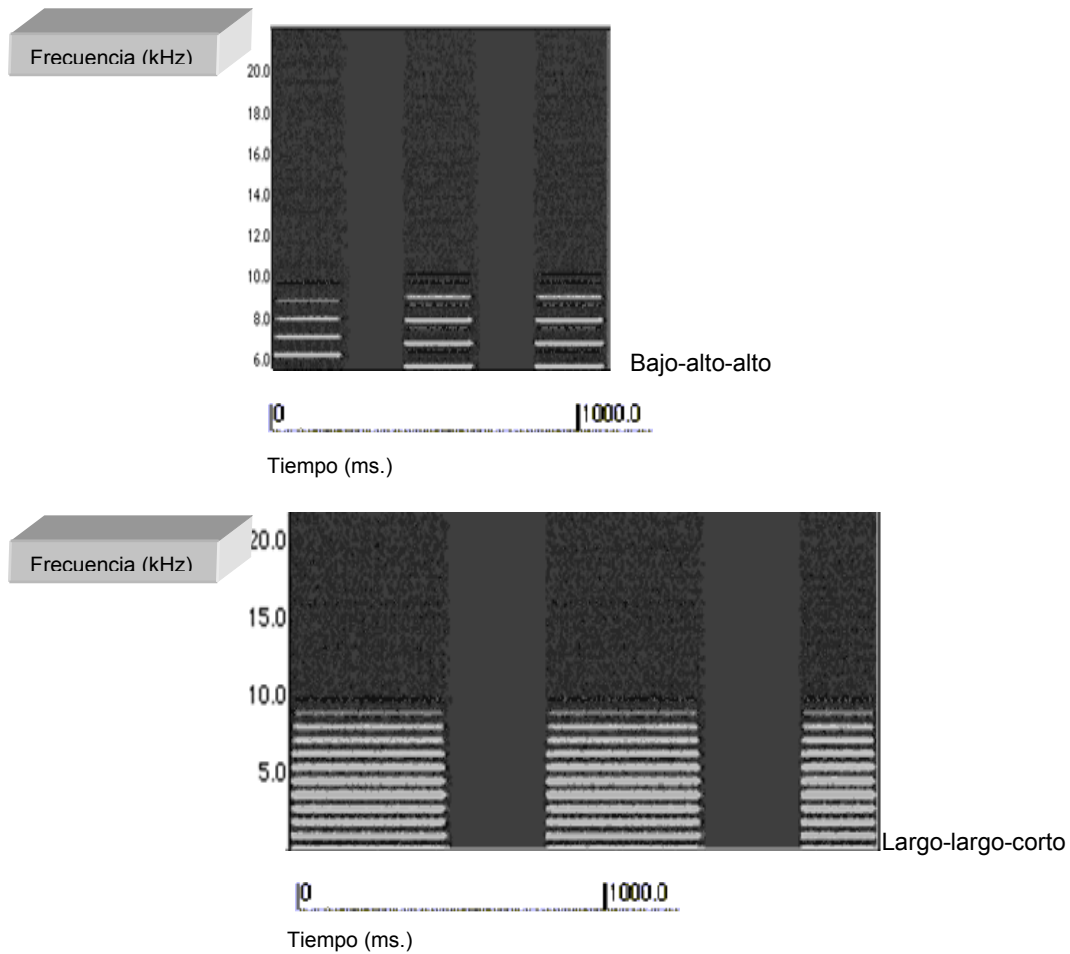 Frecuencia (kHz)
20.0
18.0
16.0
14.0
12.0
10.0
8.0
6.0
Bajo-alto-alto
0
1000.0
Tiempo (ms.)
Frecuencia (kHz)
20.0
15.0
10.0
5.0
Largo-largo-corto
0
1000.0
Tiempo (ms.)